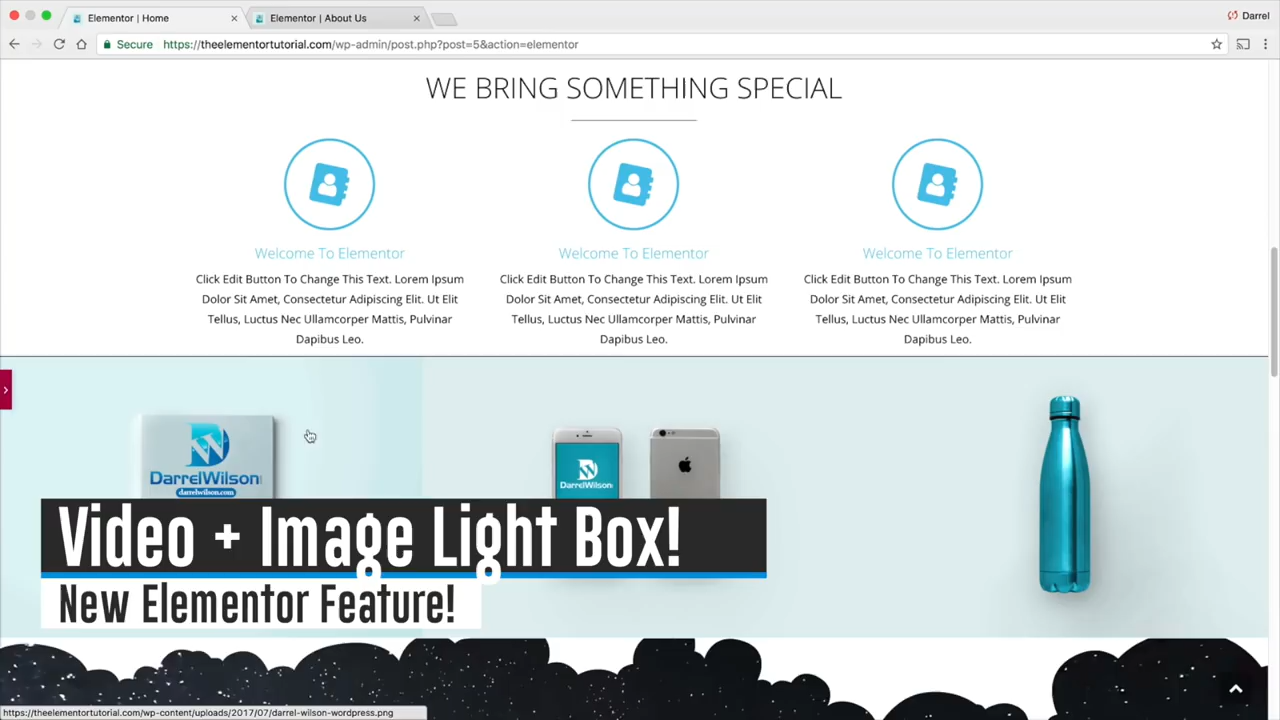 Elementor | Home
Elementor | About Us
Darrel
Secure
https://theelementortutorial.com/wp-admin/post.php?post=5&action=elementor
WE BRING SOMETHING SPECIAL
Welcome To Elementor
Click Edit Button To Change This Text. Lorem Ipsum
Dolor Sit Amet, Consectetur Adipiscing Elit. Ut Elit
Tellus, Luctus Nec Ullamcorper Mattis, Pulvinar
Dapibus Leo.
Welcome To Elementor
Click Edit Button To Change This Text. Lorem Ipsum
Dolor Sit Amet, Consectetur Adipiscing Elit. Ut Elit
Tellus, Luctus Nec Ullamcorper Mattis, Pulvinar
Dapibus Leo.
Welcome To Elementor
Click Edit Button To Change This Text. Lorem Ipsum
Dolor Sit Amet, Consectetur Adipiscing Elit. Ut Elit
Tellus, Luctus Nec Ullamcorper Mattis, Pulvinar
Dapibus Leo.
DarrelWilson
darrelwilson.com
DarrelWilson
Video + Image Light Box!
New Elementor Feature!
https://theelementortutorial.com/wp-content/uploads/2017/07/darrel-wilson-wordpress.png